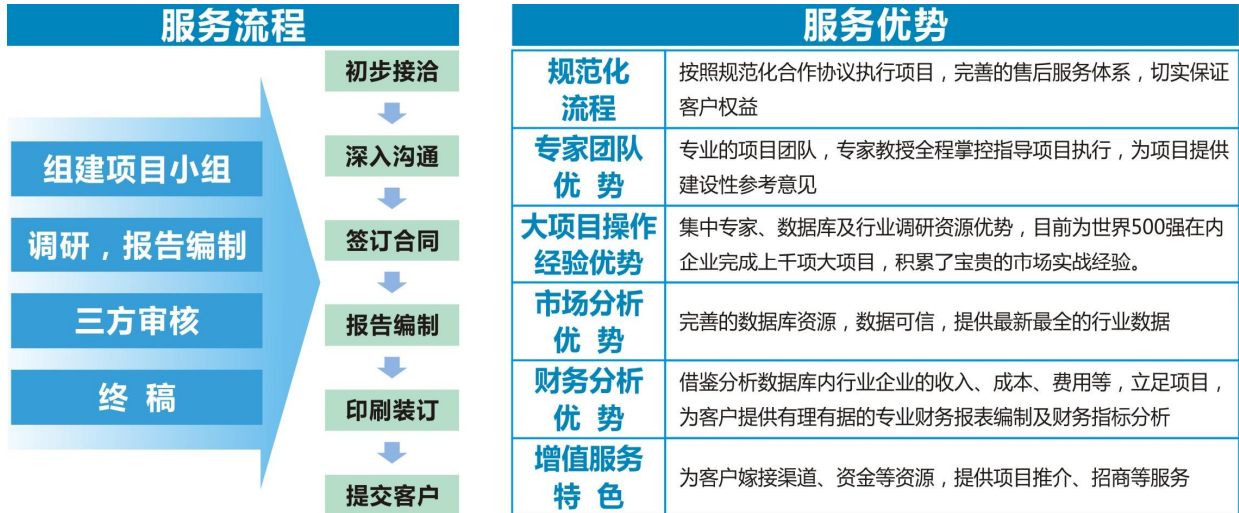 服务流程
组建项目小组
调研，报告编制
三方审核
终 稿
初步接洽
深入沟通
签订合同
报告编制
印刷装订
提交客户
服务优势
规范化
流程
按照规范化合作协议执行项目，完善的售后服务体系，切实保证
客户权益
专家团队
优 势
专业的项目团队，专家教授全程掌控指导项目执行，为项目提供
建设性参考意见
大项目操作
经验优势
集中专家、数据库及行业调研资源优势，目前为世界500强在内
企业完成上千项大项目，积累了宝贵的市场实战经验。
市场分析
优 势
完善的数据库资源，数据可信，提供最新最全的行业数据
财务分析
优 势
借鉴分析数据库内行业企业的收入、成本、费用等，立足项目，
为客户提供有理有据的专业财务报表编制及财务指标分析
增值服务
特 色
为客户嫁接渠道、资金等资源，提供项目推介、招商等服务